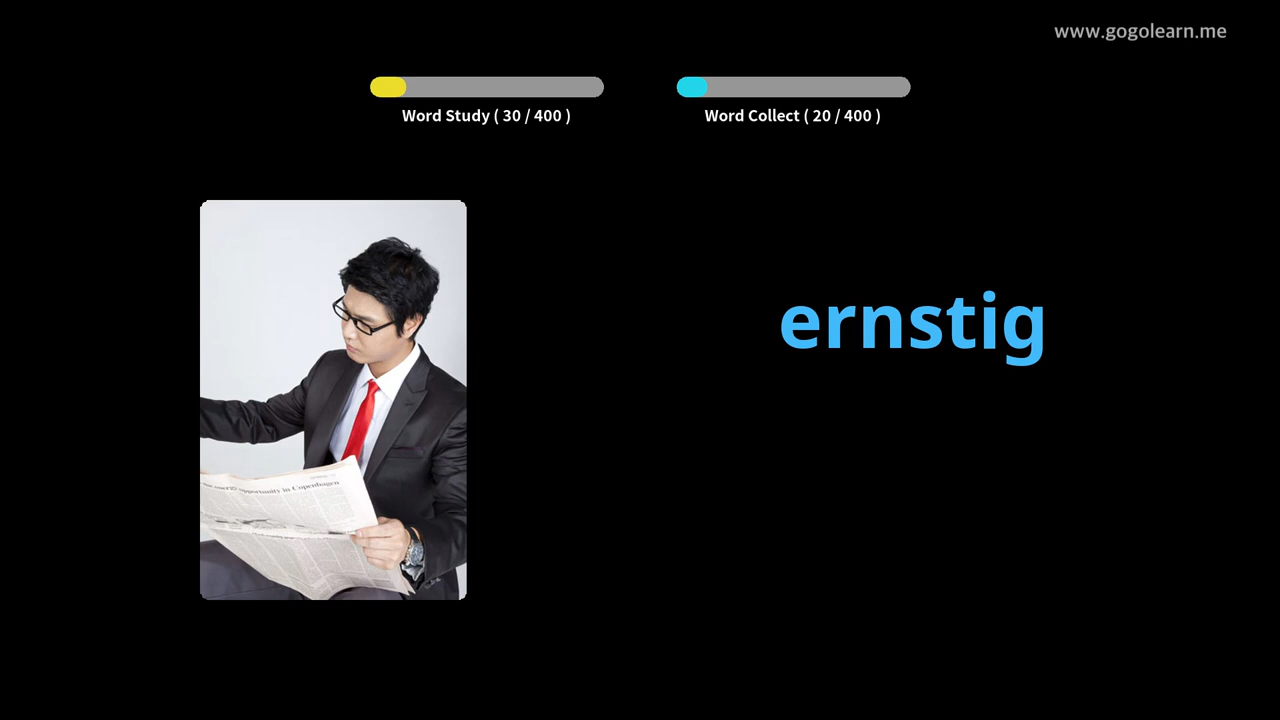 www.gogolearn.me
Word Study ( 30 / 400 )
Word Collect ( 20 / 400 )
ernstig
opportunity in Copenhagen